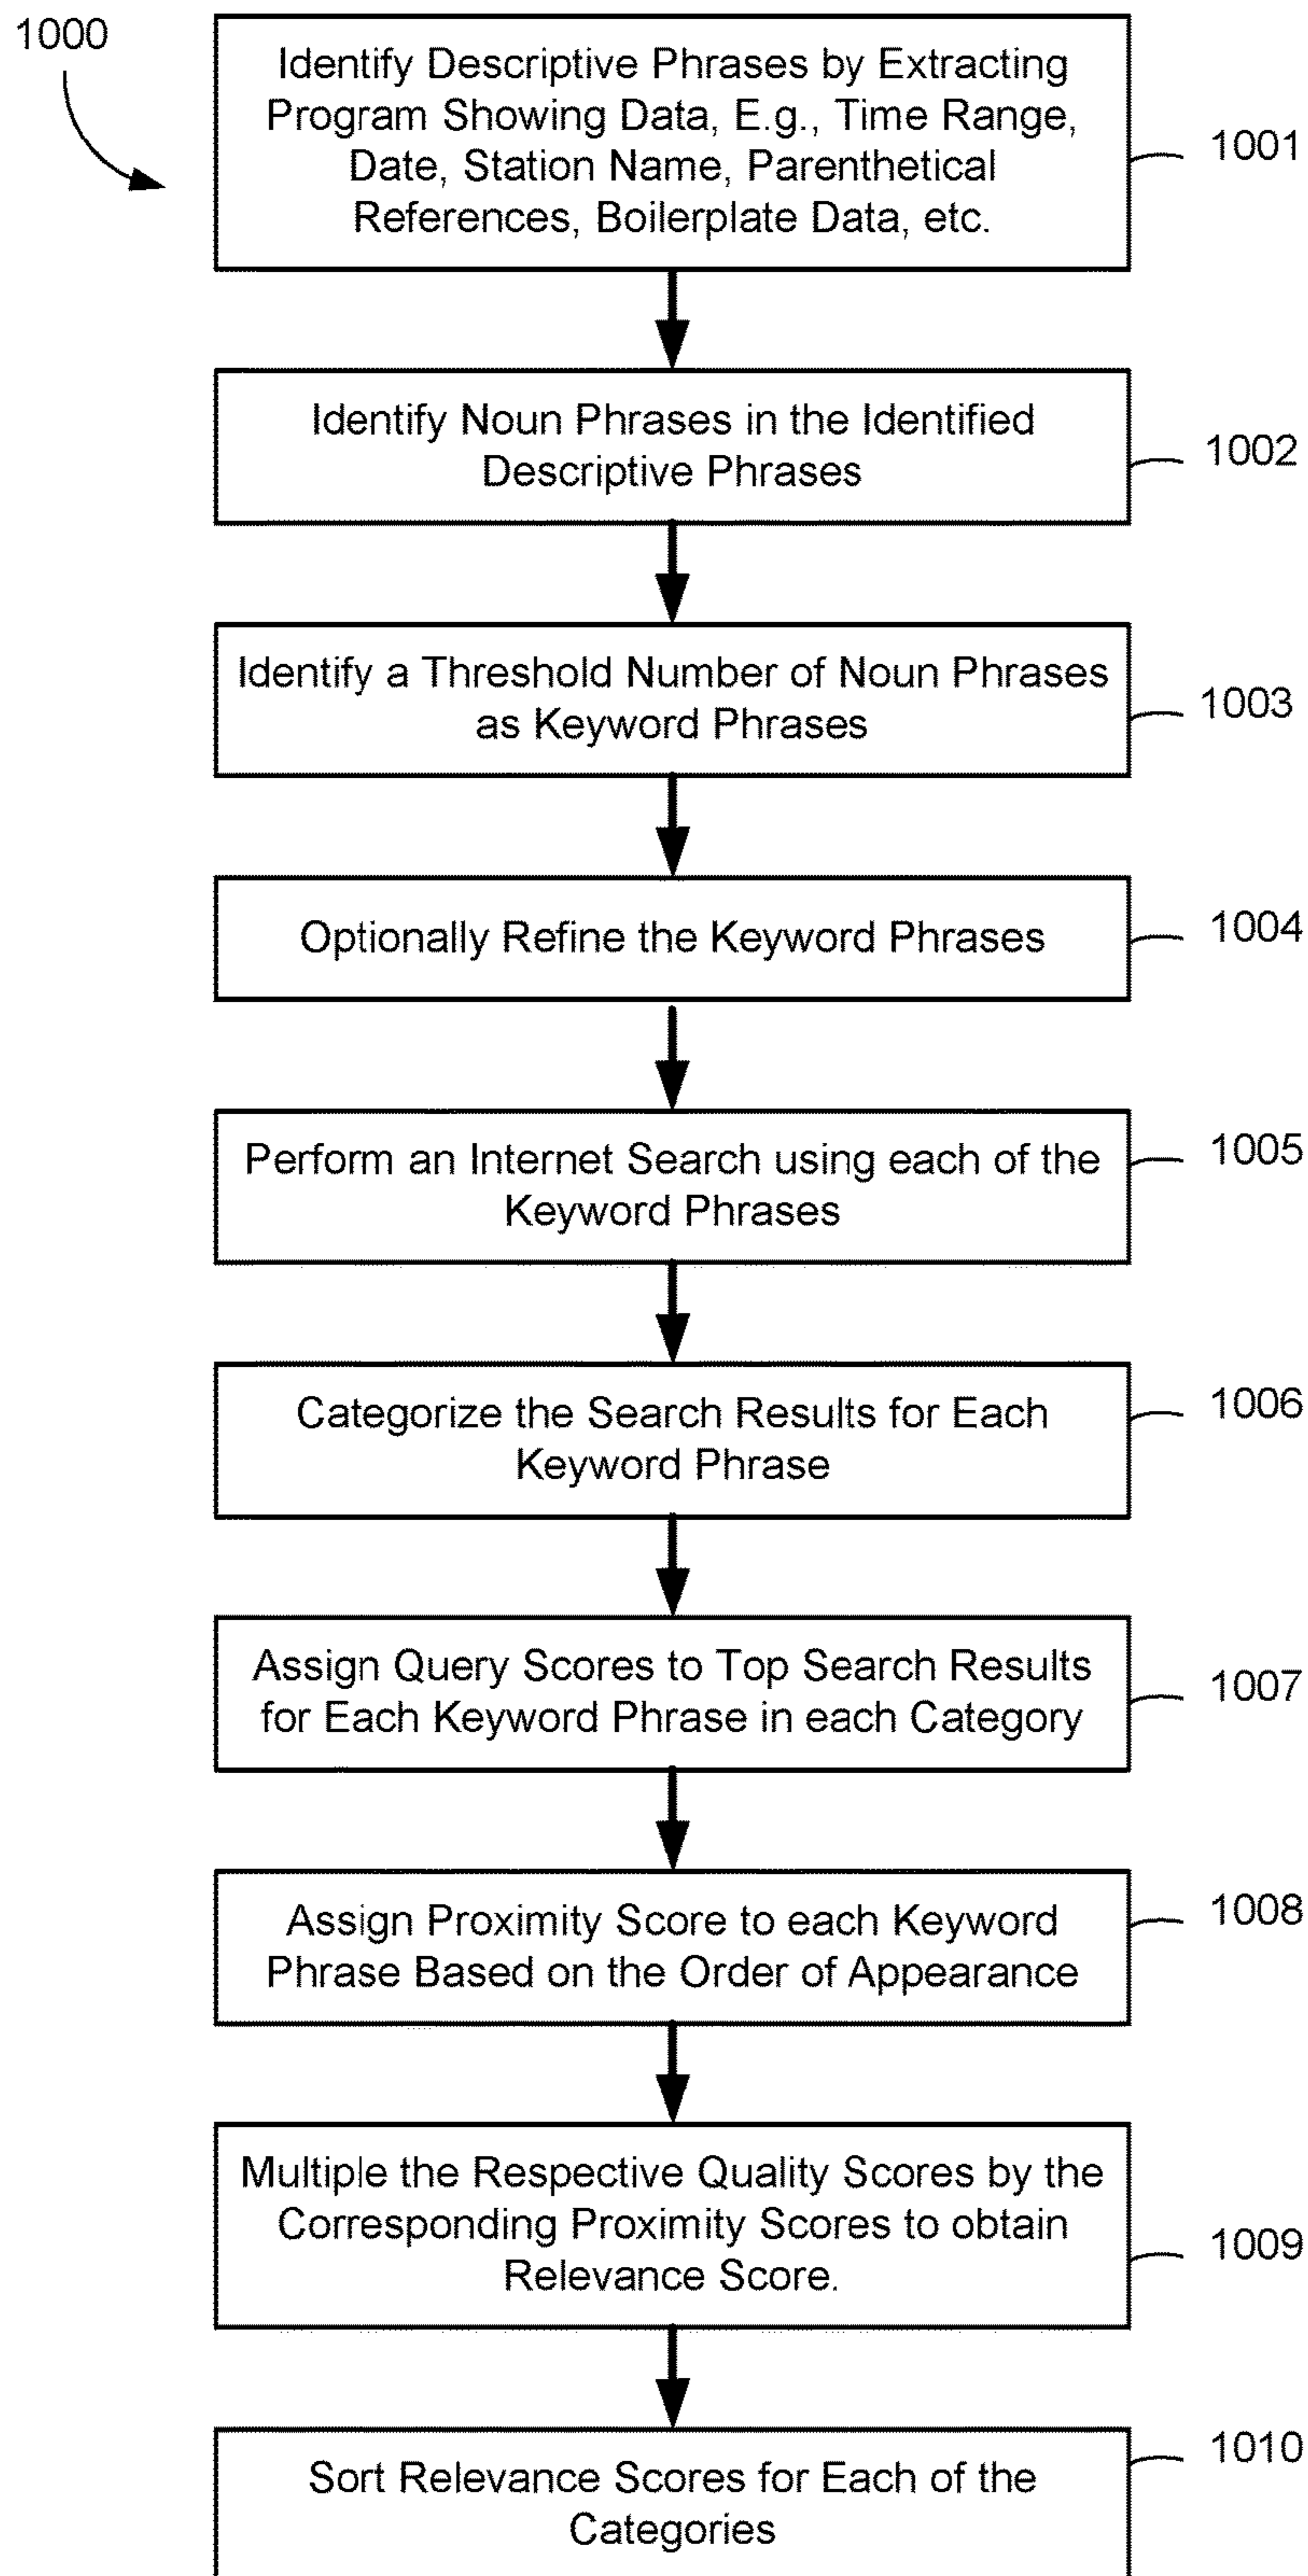 1000
Identify Descriptive Phrases by Extracting
Program Showing Data, E.g., Time Range,
Date, Station Name, Parenthetical
References, Boilerplate Data, etc.
1001
Identify Noun Phrases in the Identified
Descriptive Phrases
1002
Identify a Threshold Number of Noun Phrases
as Keyword Phrases
1003
Optionally Refine the Keyword Phrases
1004
Perform an Internet Search using each of the
Keyword Phrases
1005
Categorize the Search Results for Each
Keyword Phrase
1006
Assign Query Scores to Top Search Results
for Each Keyword Phrase in each Category
1007
Assign Proximity Score to each Keyword
Phrase Based on the Order of Appearance
1008
Multiple the Respective Quality Scores by the
Corresponding Proximity Scores to obtain
Relevance Score.
1009
Sort Relevance Scores for Each of the
Categories
1010